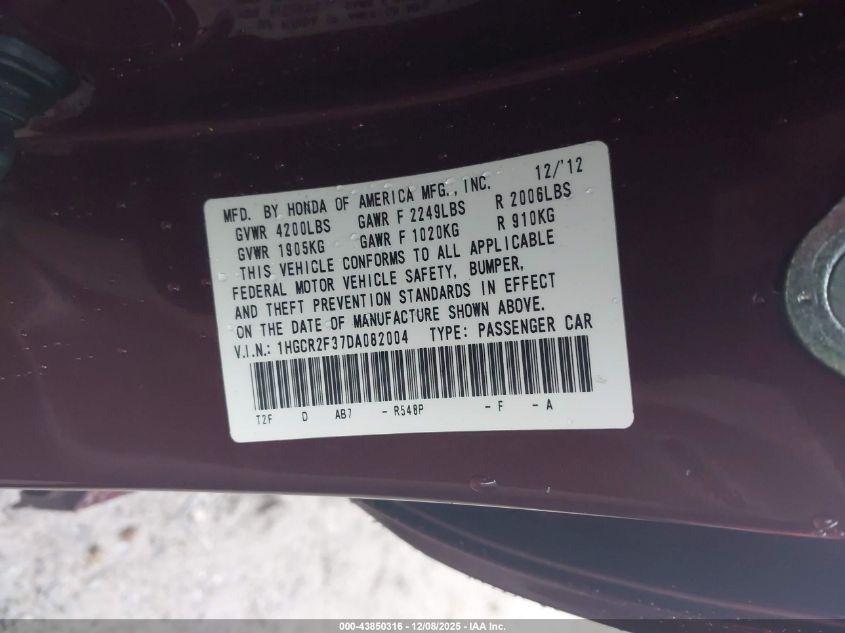 MFD. BY HONDA OF AMERICA MFG., INC. 12/'12
GVWR 4200LBS GAWR F 2249LBS R 2006LBS
GVWR 1905KG GAWR F 1020KG R 910KG
THIS VEHICLE CONFORMS TO ALL APPLICABLE
FEDERAL MOTOR VEHICLE SAFETY, BUMPER,
AND THEFT PREVENTION STANDARDS IN EFFECT
ON THE DATE OF MANUFACTURE SHOWN ABOVE.
V.I.N.: 1HGCR2F37DA082004 TYPE: PASSENGER CAR
T2F D AB7 - R548P - F - A
000-43850316 - 12/08/2025 - IAA Inc.